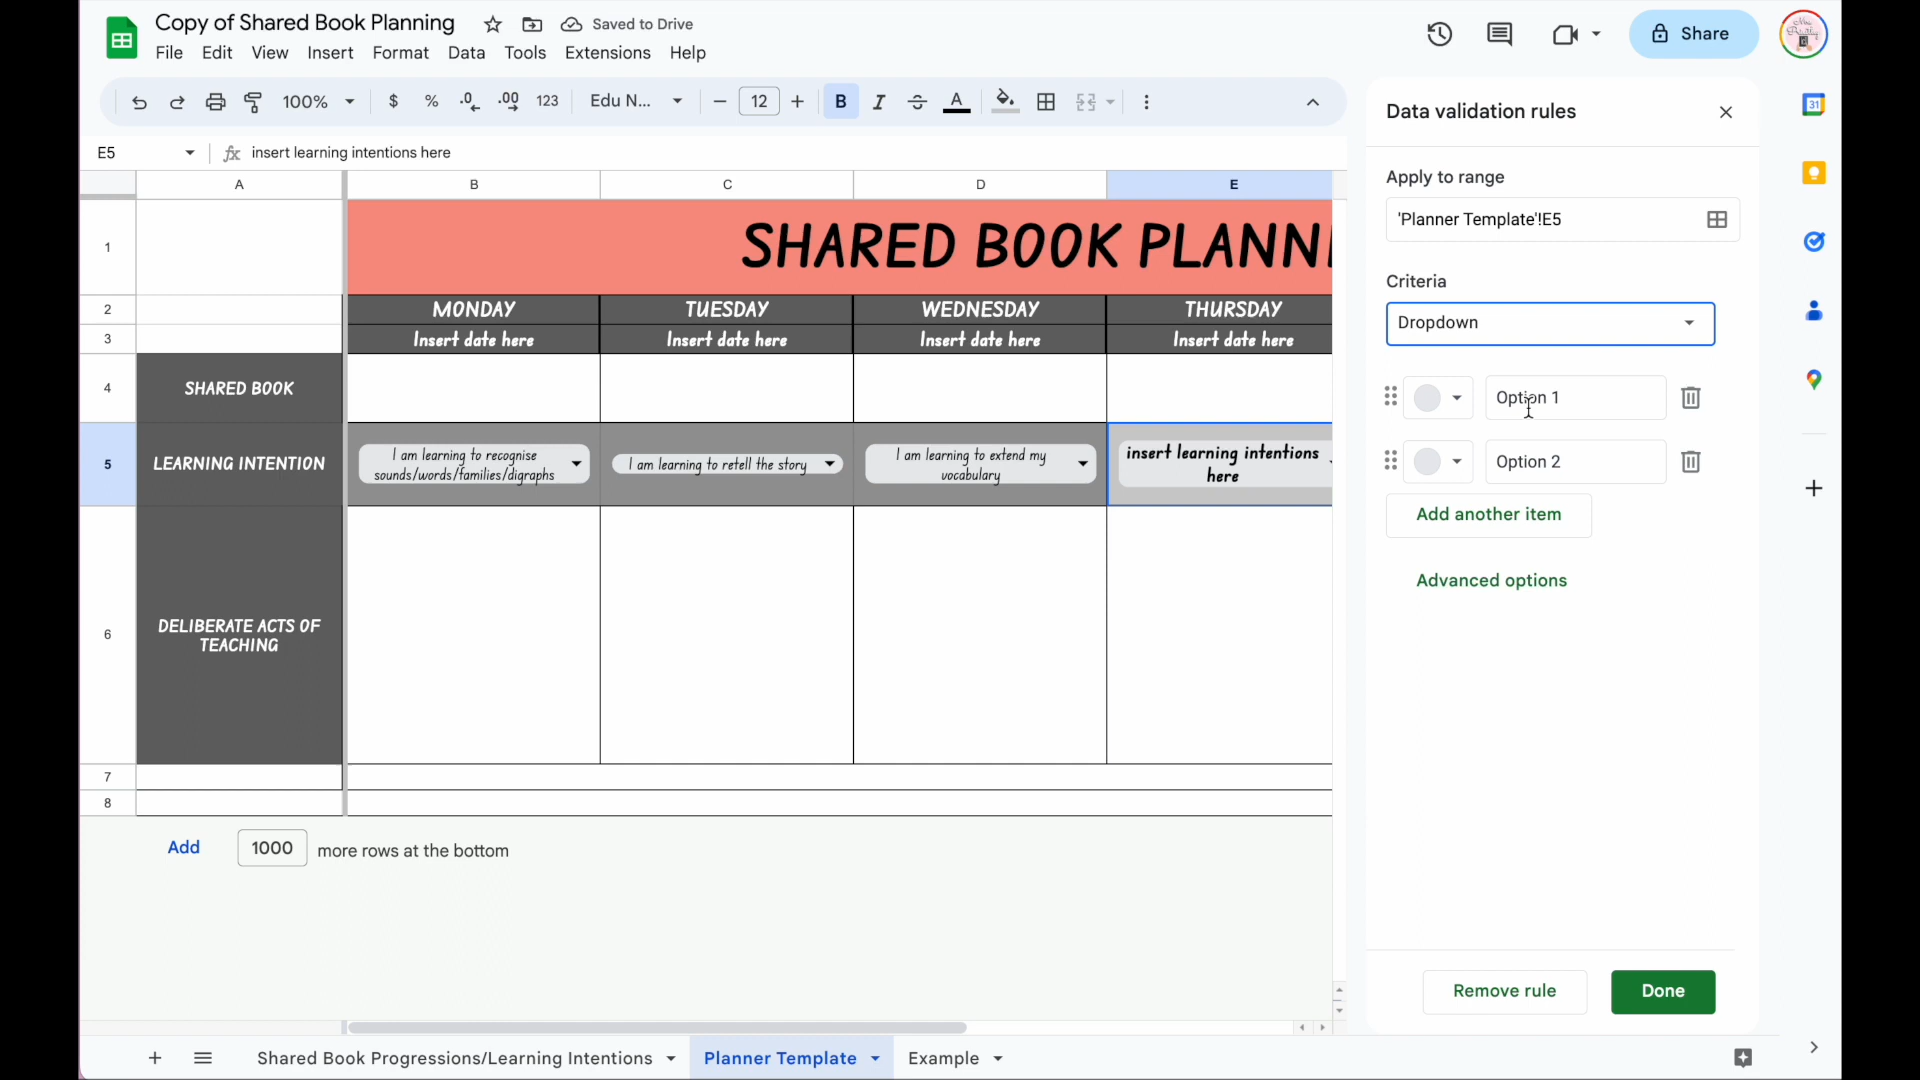 Copy of Shared Book Planning
Saved to Drive
Share
File Edit View Insert Format Data Tools Extensions Help
100% $ % .0 .00 123 Edu N... 12 B I A
E5 insert learning intentions here
A B C D E
1 SHARED BOOK PLANNI
2 MONDAY TUESDAY WEDNESDAY THURSDAY
3 Insert date here Insert date here Insert date here Insert date here
4 SHARED BOOK
5 LEARNING INTENTION
I am learning to recognise
sounds/words/families/digraphs
I am learning to retell the story
I am learning to extend my
vocabulary
insert learning intentions
here
6 DELIBERATE ACTS OF
TEACHING
7
8
Add 1000 more rows at the bottom
Shared Book Progressions/Learning Intentions Planner Template Example
Data validation rules
Apply to range
'Planner Template'!E5
Criteria
Dropdown
Option 1
Option 2
Add another item
Advanced options
Remove rule Done
31